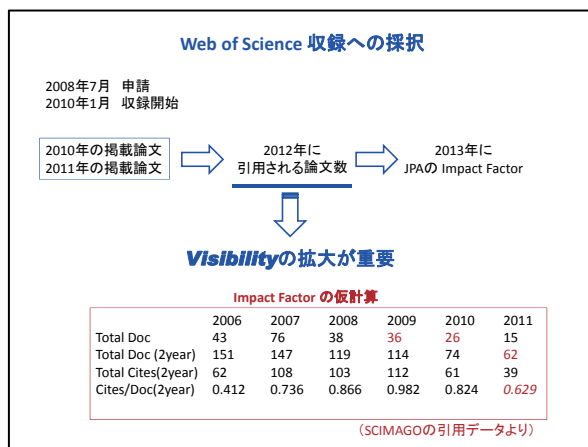 Web of Science 収録への採択
2008年7月 申請
2010年1月 収録開始
2010年の掲載論文
2011年の掲載論文
2012年に
引用される論文数
2013年に
JPAの Impact Factor
Visibilityの拡大が重要
Impact Factor の仮計算
2006 2007 2008 2009 2010 2011
Total Doc 43 76 38 36 26 15
Total Doc (2year) 151 147 119 114 74 62
Total Cites(2year) 62 108 103 112 61 39
Cites/Doc(2year) 0.412 0.736 0.866 0.982 0.824 0.629
(SCIMAGOの引用データより)